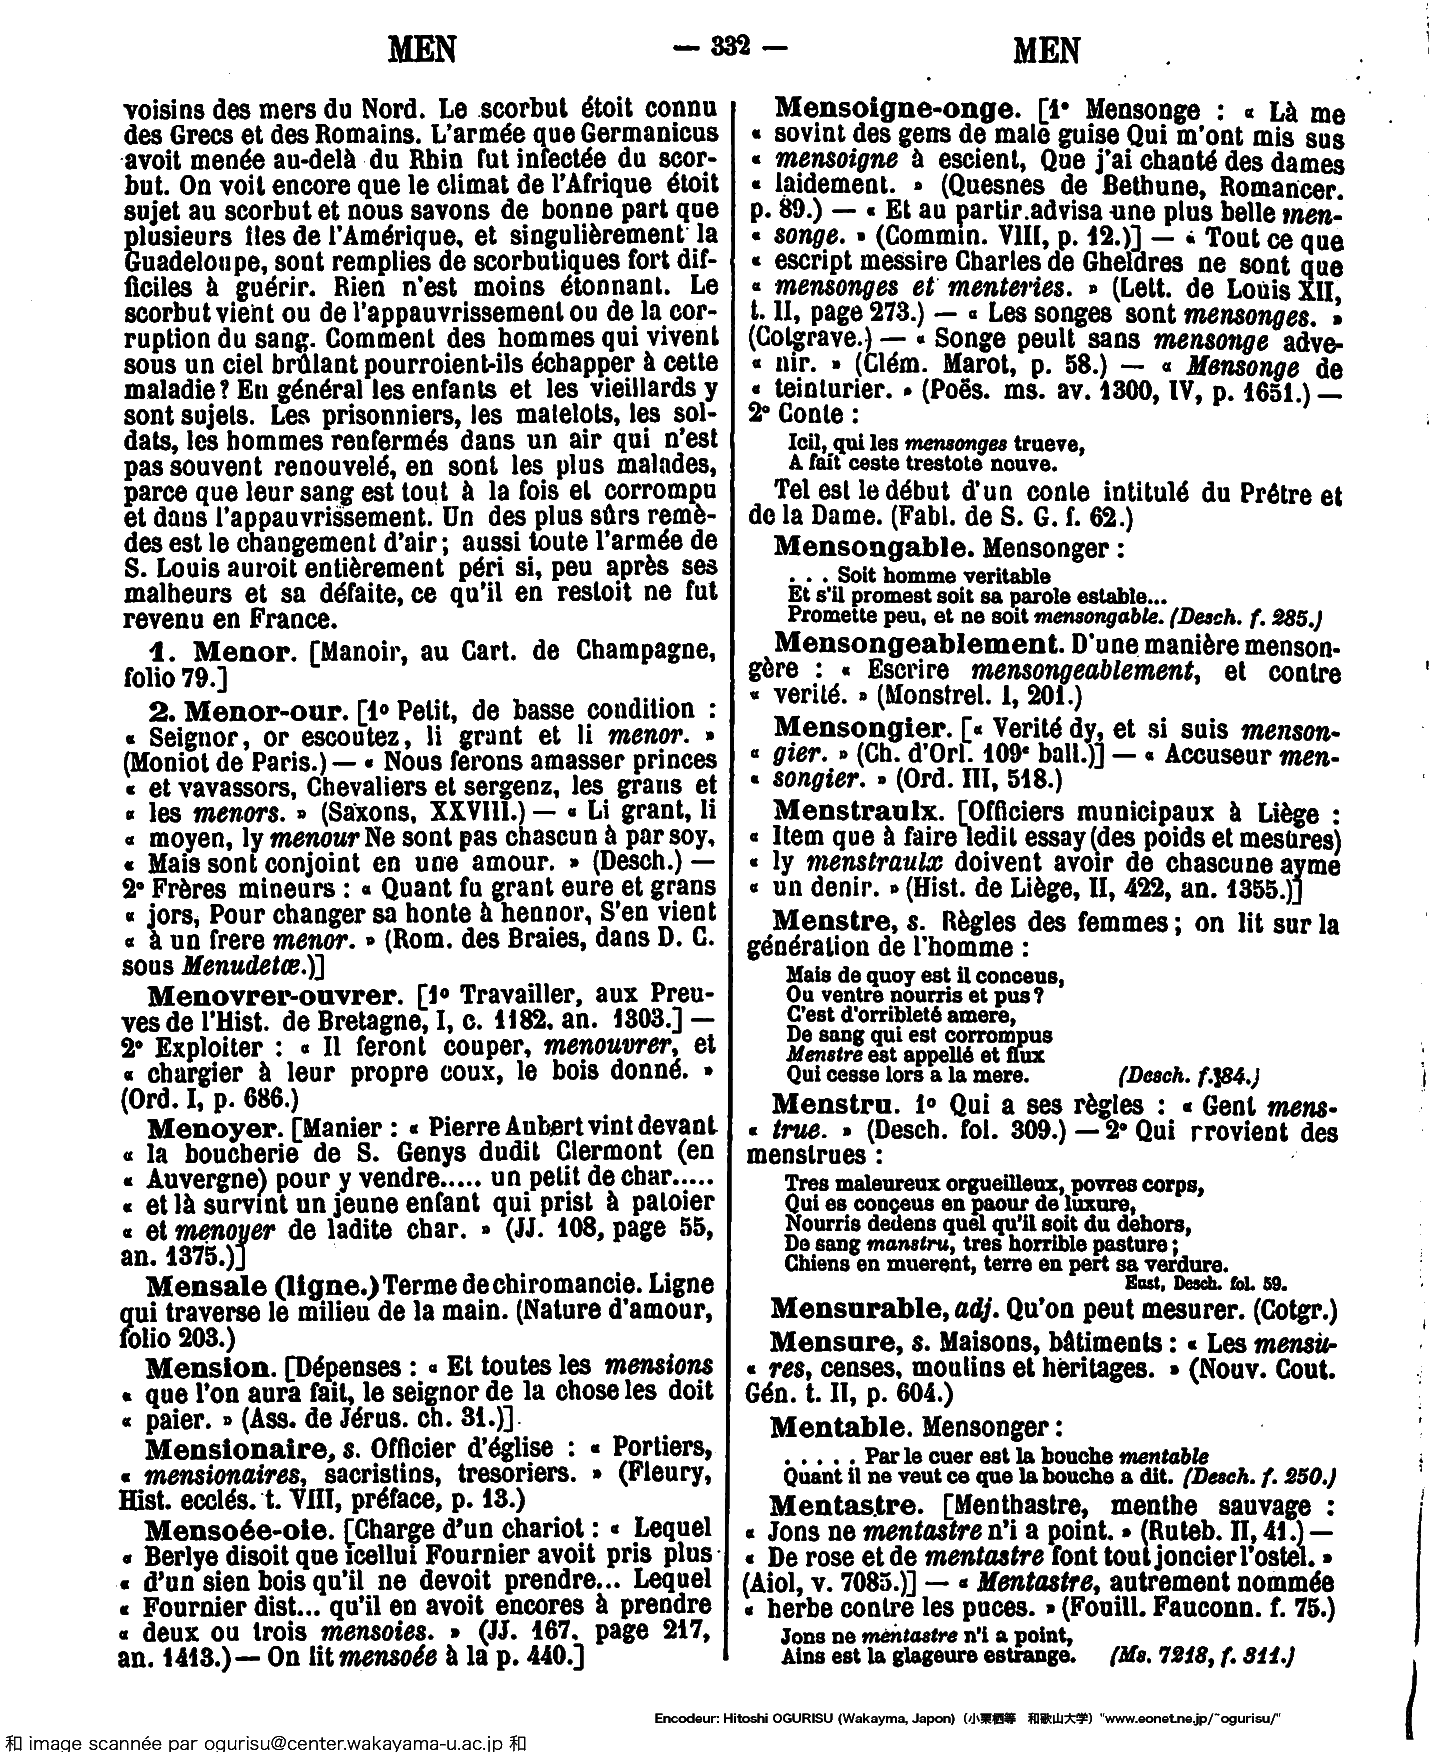 MEN — 332 — MEN
voisins des mers du Nord. Le scorbut étoit connu
des Grecs et des Romains. L'armée que Germanicus
avoit menée au-delà du Rhin fut infectée du scor-
but. On voit encore que le climat de l'Afrique étoit
sujet au scorbut et nous savons de bonne part que
plusieurs îles de l'Amérique, et singulièrement la
Guadeloupe, sont remplies de scorbutiques fort dif-
ficiles à guérir. Rien n'est moins étonnant. Le
scorbut vient ou de l'appauvrissement ou de la cor-
ruption du sang. Comment des hommes qui vivent
sous un ciel brûlant pourroient-ils échapper à cette
maladie? En général les enfants et les vieillards y
sont sujets. Les prisonniers, les matelots, les sol-
dats, les hommes renfermés dans un air qui n'est
pas souvent renouvelé, en sont les plus malades,
parce que leur sang est tout à la fois et corrompu
et dans l'appauvrissement. Un des plus sûrs remè-
des est le changement d'air; aussi toute l'armée de
S. Louis auroit entièrement péri si, peu après ses
malheurs et sa défaite, ce qu'il en restoit ne fut
revenu en France.
1. Menor. [Manoir, au Cart. de Champagne,
folio 79.]
2. Menor-our. [1º Petit, de basse condition :
« Seignor, or escoutez, li grant et li menor. »
(Moniot de Paris.) — « Nous ferons amasser princes
« et vavassors, Chevaliers et sergenz, les grans et
« les menors. » (Saxons, XXVIII.) — « Li grant, li
« moyen, ly menour Ne sont pas chascun à par soy,
« Mais sont conjoint en une amour. » (Desch.) —
2º Frères mineurs : « Quant fu grant eure et grans
« jors, Pour changer sa honte à hennor, S'en vient
« à un frere menor. » (Rom. des Braies, dans D. C.
sous Menudetœ.)]
Menovrer-ouvrer. [1º Travailler, aux Preu-
ves de l'Hist. de Bretagne, I, c. 1182, an. 1303.] —
2º Exploiter : « Il feront couper, menouvrer, et
« chargier à leur propre coux, le bois donné. »
(Ord. I, p. 686.)
Menoyer. [Manier : « Pierre Aubert vint devant
« la boucherie de S. Genys dudit Clermont (en
« Auvergne) pour y vendre..... un petit de char.....
« et là survint un jeune enfant qui prist à patoier
« et menoyer de ladite char. » (JJ. 108, page 55,
an. 1375.)]
Mensale (ligne.) Terme de chiromancie. Ligne
qui traverse le milieu de la main. (Nature d'amour,
folio 203.)
Mension. [Dépenses : « Et toutes les mensions
« que l'on aura fait, le seignor de la chose les doit
« paier. » (Ass. de Jérus. ch. 31.)].
Mensionaire, s. Officier d'église : « Portiers,
« mensionaires, sacristins, tresoriers. » (Fleury,
Hist. ecclés. t. VIII, préface, p. 13.)
Mensoée-oie. [Charge d'un chariot : « Lequel
« Berlye disoit que icellui Fournier avoit pris plus
« d'un sien bois qu'il ne devoit prendre... Lequel
« Fournier dist... qu'il en avoit encores à prendre
« deux ou trois mensoies. » (JJ. 167, page 217,
an. 1413.) — On lit mensoée à la p. 440.]
Mensoigne-onge. [1º Mensonge : « Là me
« sovint des gens de male guise Qui m'ont mis sus
« mensoigne à escient, Que j'ai chanté des dames
« laidement. » (Quesnes de Bethune, Romancer.
p. 89.) — « Et au partir advisa une plus belle men-
« songe. » (Commin. VIII, p. 12.)] — « Tout ce que
« escript messire Charles de Gheldres ne sont que
« mensonges et menteries. » (Lett. de Louis XII,
t. II, page 273.) — « Les songes sont mensonges. »
(Cotgrave.) — « Songe peult sans mensonge adve-
« nir. » (Clém. Marot, p. 58.) — « Mensonge de
« teinturier. » (Poës. ms. av. 1300, IV, p. 1651.) —
2º Conte :
Icil, qui les mensonges trueve,
A fait ceste trestote nouve.
Tel est le début d'un conte intitulé du Prêtre et
de la Dame. (Fabl. de S. G. f. 62.)
Mensongable. Mensonger :
. . . Soit homme veritable
Et s'il promest soit sa parole estable...
Promette peu, et ne soit mensongable. (Desch. f. 285.)
Mensongeablement. D'une manière menson-
gère : « Escrire mensongeablement, et contre
« verité. » (Monstrel. I, 201.)
Mensongier. [« Verité dy, et si suis menson-
« gier. » (Ch. d'Orl. 109e ball.)] — « Accuseur men-
« songier. » (Ord. III, 518.)
Menstraulx. [Officiers municipaux à Liège :
« Item que à faire ledit essay (des poids et mesures)
« ly menstraulx doivent avoir de chascune ayme
« un denir. » (Hist. de Liège, II, 422, an. 1355.)]
Menstre, s. Règles des femmes; on lit sur la
génération de l'homme :
Mais de quoy est il conceus,
Ou ventre nourris et pus?
C'est d'orribleté amere,
De sang qui est corrompus
Menstre est appellé et flux
Qui cesse lors a la mere. (Desch. f. 184.)
Menstru. 1º Qui a ses règles : « Gent mens-
« true. » (Desch. fol. 309.) — 2º Qui rrovient des
menstrues :
Tres maleureux orgueilleux, povres corps,
Qui es conçeus en paour de luxure,
Nourris dedens quel qu'il soit du dehors,
De sang manstru, tres horrible pasture;
Chiens en muerent, terre en pert sa verdure.
Eust, Desch. fol. 59.
Mensurable, adj. Qu'on peut mesurer. (Cotgr.)
Mensure, s. Maisons, bâtiments : « Les mensu-
« res, censes, moulins et héritages. » (Nouv. Cout.
Gén. t. II, p. 604.)
Mentable. Mensonger :
. . . . . Par le cuer est la bouche mentable
Quant il ne veut ce que la bouche a dit. (Desch. f. 250.)
Mentastre. [Menthastre, menthe sauvage :
« Jons ne mentastre n'i a point. » (Ruteb. II, 41.) —
« De rose et de mentastre font tout joncier l'ostel. »
(Aiol, v. 7085.)] — « Mentastre, autrement nommée
« herbe contre les puces. » (Fouill. Fauconn. f. 75.)
Jons ne mentastre n'i a point,
Ains est la glageure estrange. (Ms. 7218, f. 311.)
Encodeur: Hitoshi OGURISU (Wakayma, Japon) (小栗栖等 和歌山大学) "www.eonet.ne.jp/~ogurisu/"
和 image scannée par ogurisu@center.wakayama-u.ac.jp 和